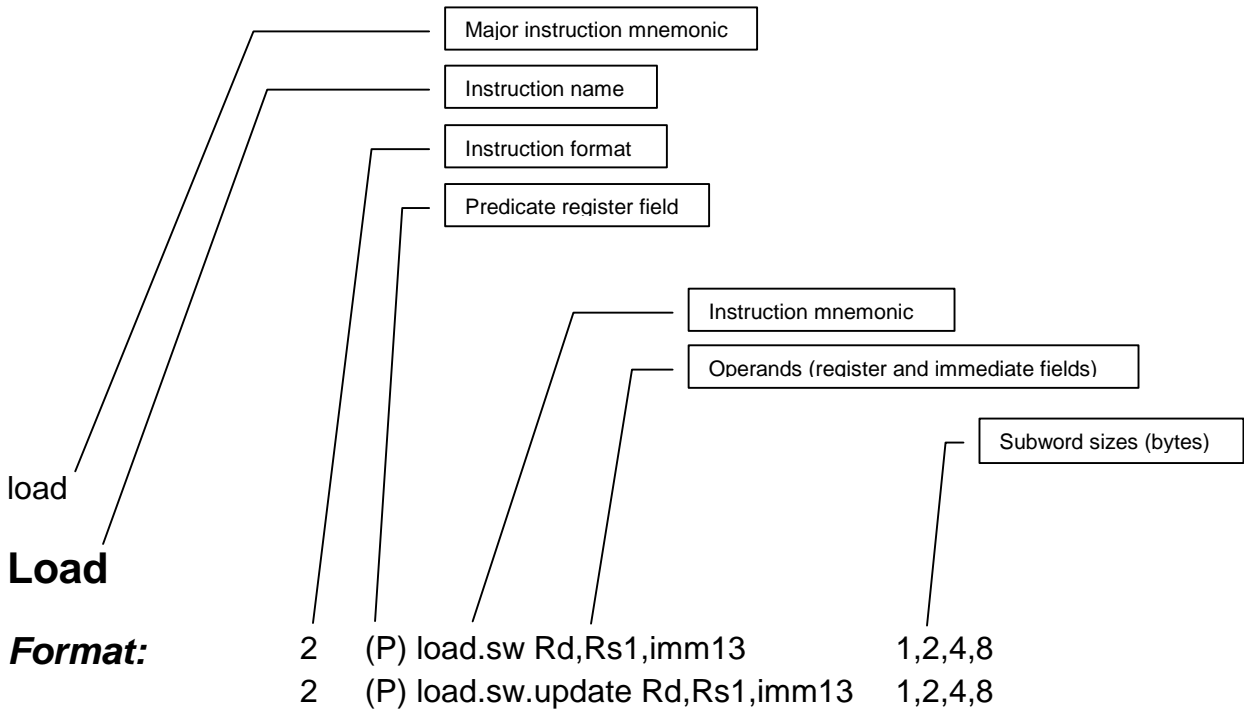 Major instruction mnemonic
Instruction name
Instruction format
Predicate register field
Instruction mnemonic
Operands (register and immediate fields)
Subword sizes (bytes)
load
Load
Format: 2 (P) load.sw Rd,Rs1,imm13 1,2,4,8
2 (P) load.sw.update Rd,Rs1,imm13 1,2,4,8